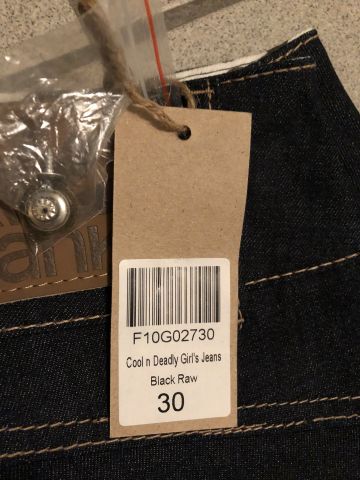 F10G02730
Cool n Deadly Girl's Jeans
Black Raw
30